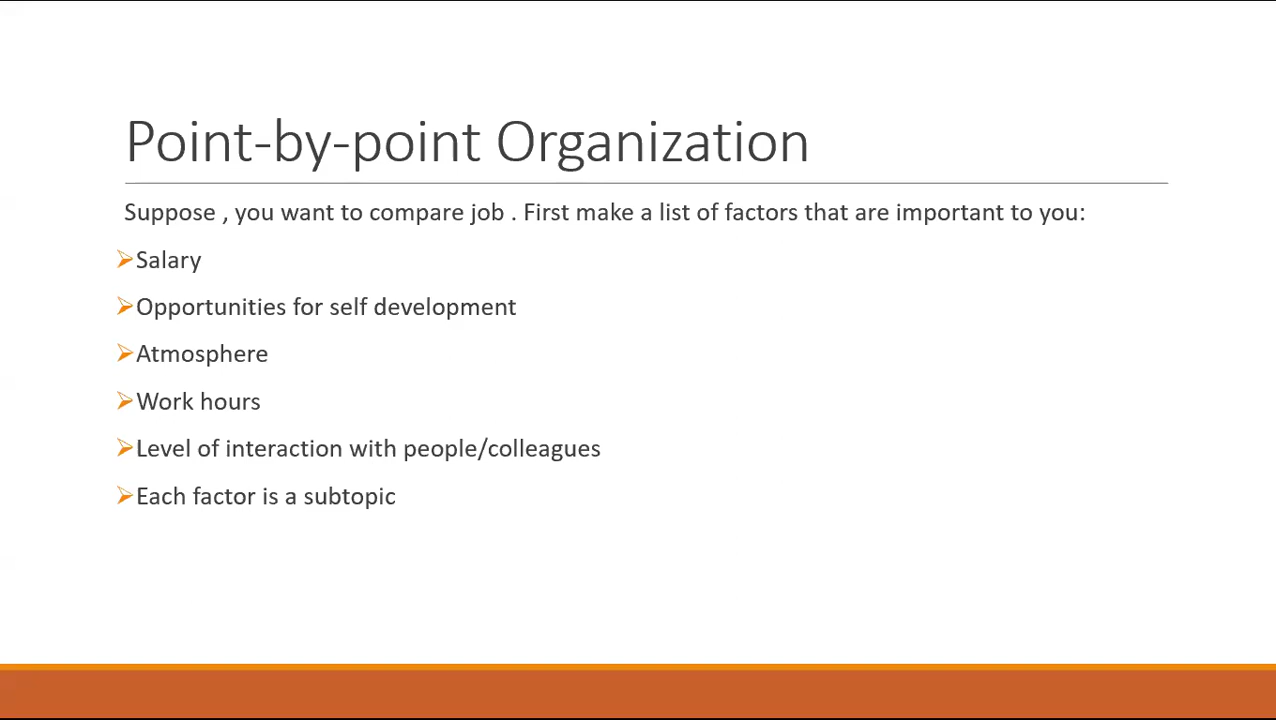 Point-by-point Organization
Suppose , you want to compare job . First make a list of factors that are important to you:
Salary
Opportunities for self development
Atmosphere
Work hours
Level of interaction with people/colleagues
Each factor is a subtopic